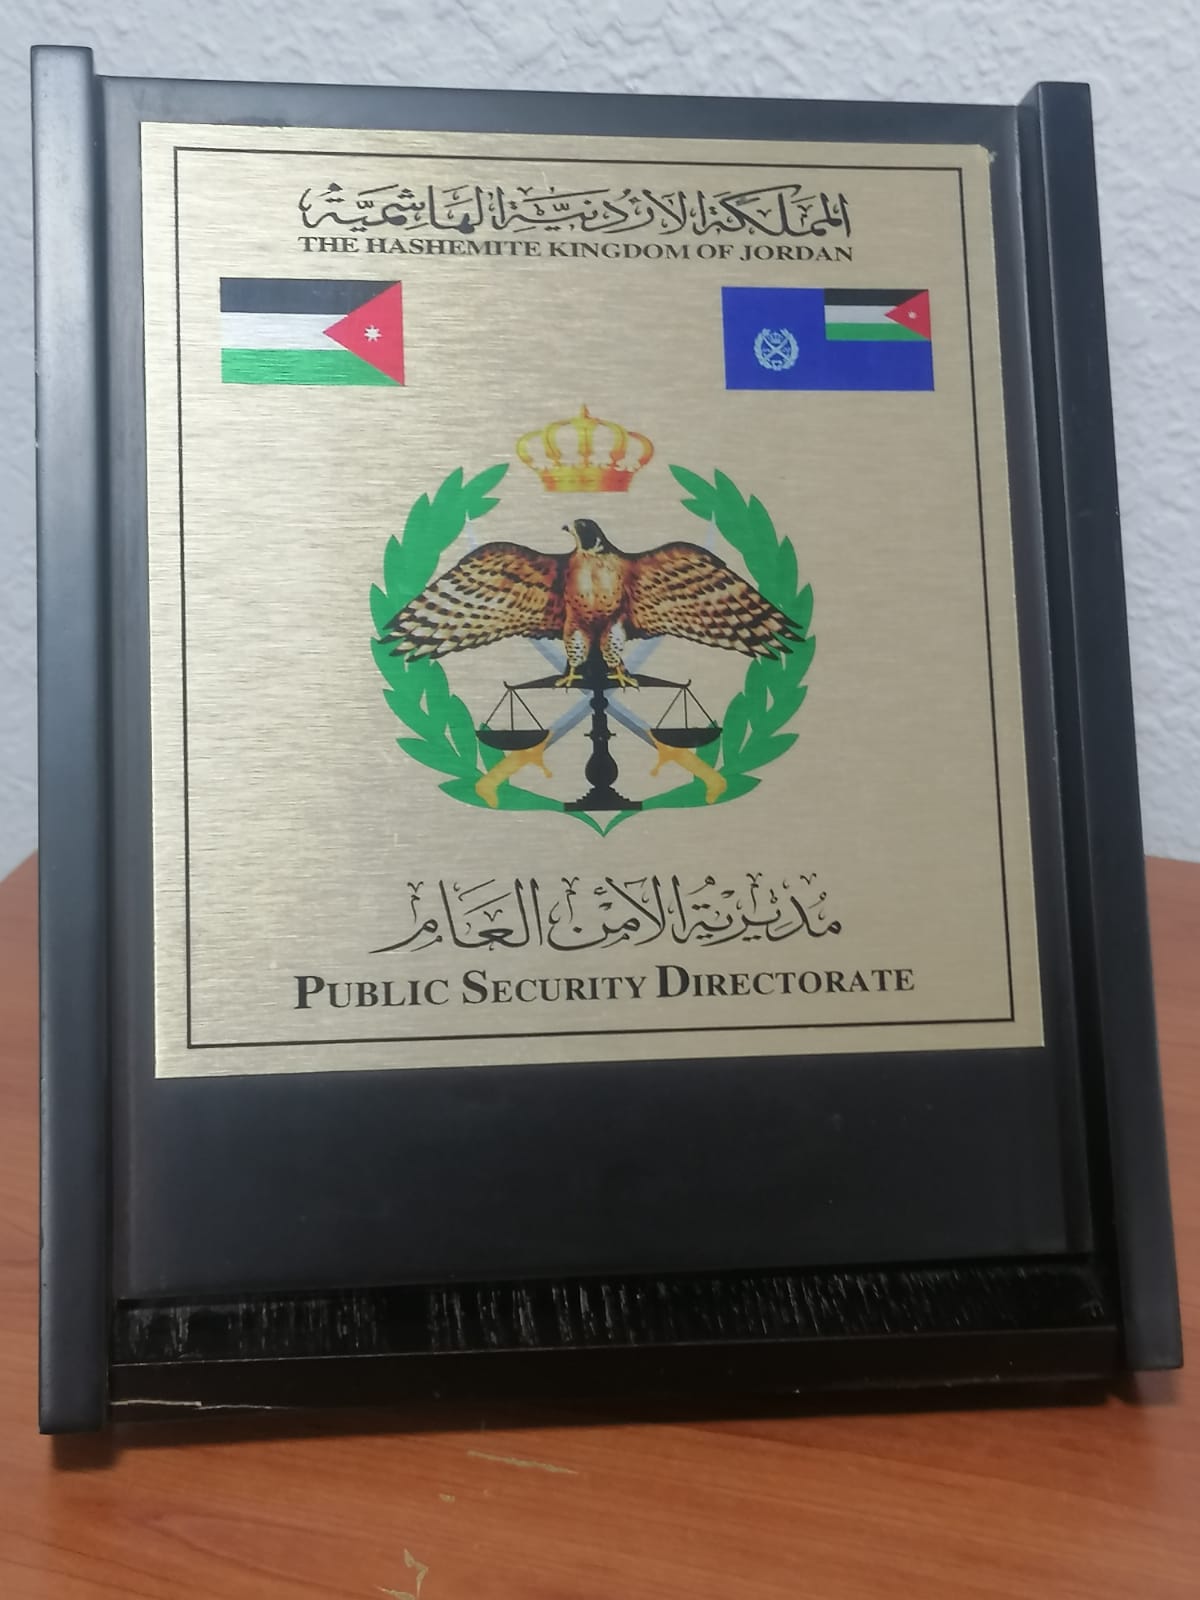 المملكة الأردنية الهاشمية
THE HASHEMITE KINGDOM OF JORDAN
مديرية الأمن العام
PUBLIC SECURITY DIRECTORATE